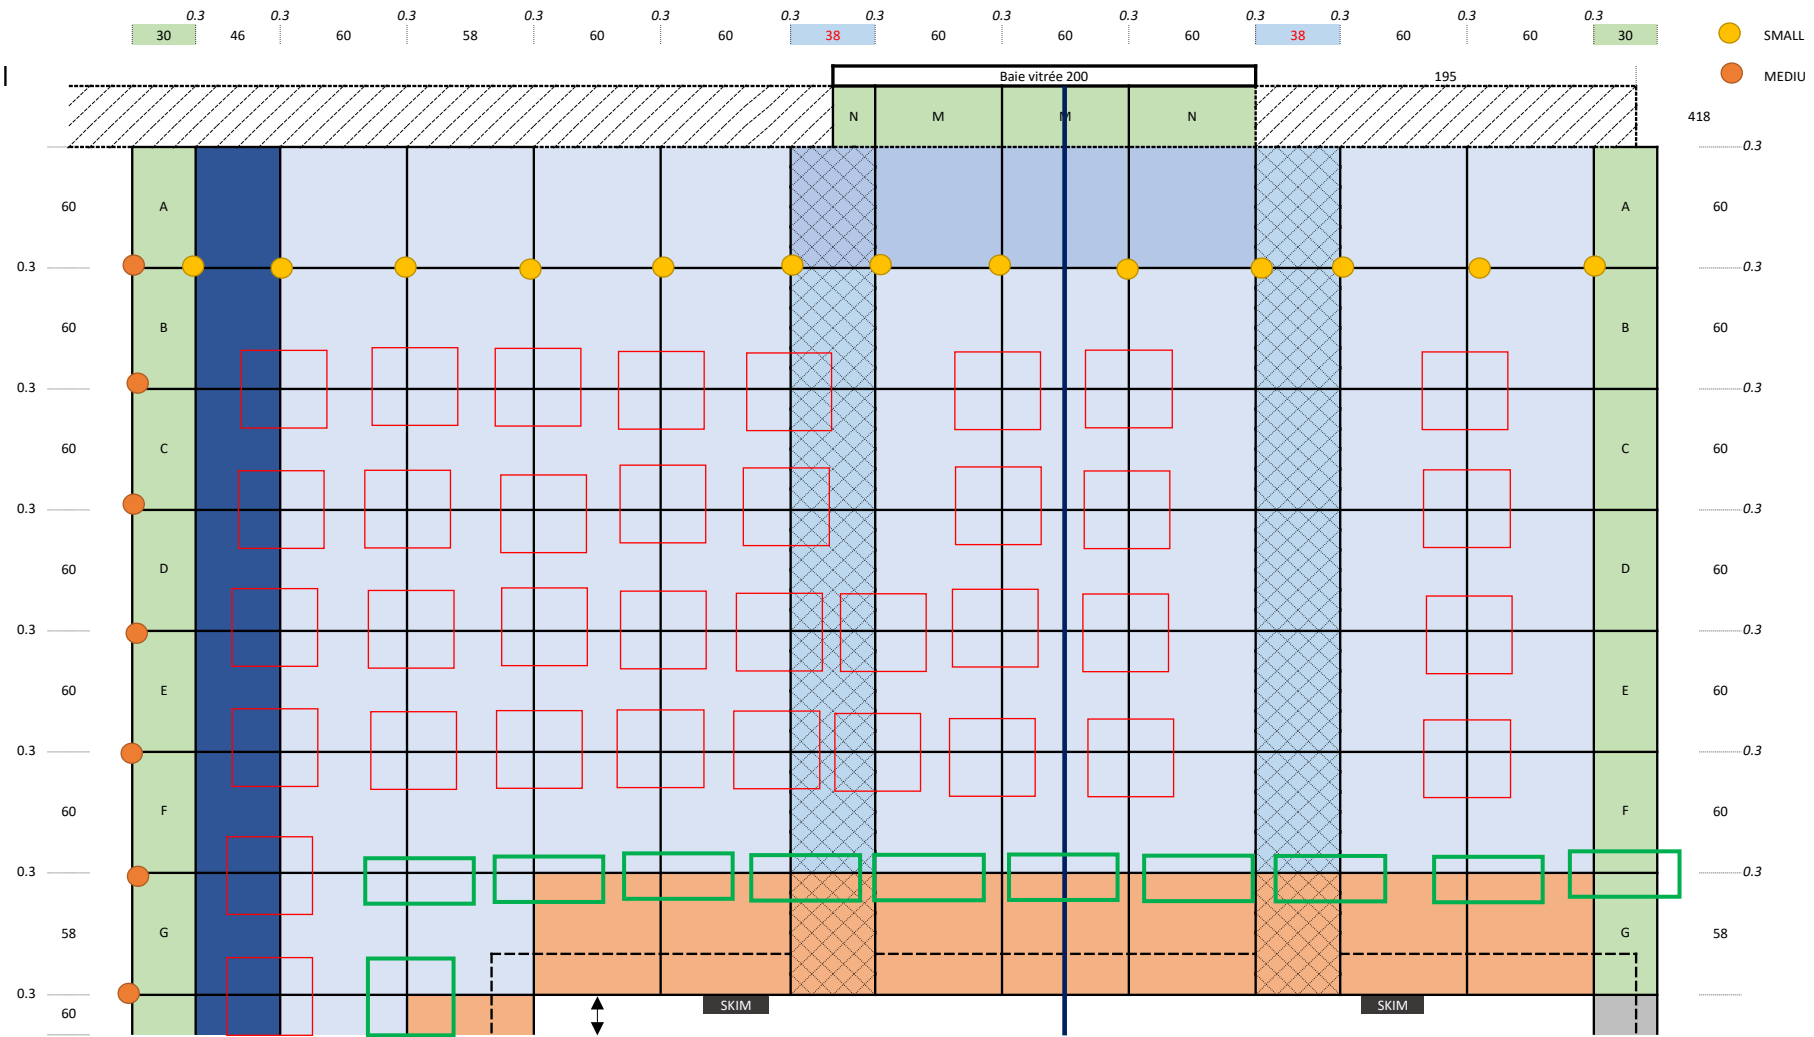 0.3 0.3 0.3 0.3 0.3 0.3 0.3 0.3 0.3 0.3 0.3 0.3 0.3
30 46 60 58 60 60 38 60 60 60 38 60 60 30 SMALL
l Baie vitrée 200 195 MEDIU
N M M N 418
0.3
60 A A 60
0.3 0.3
60 B B 60
0.3 0.3
60 C C 60
0.3 0.3
60 D D 60
0.3 0.3
60 E E 60
0.3 0.3
60 F F 60
0.3 0.3
58 G G 58
0.3
60 SKIM SKIM